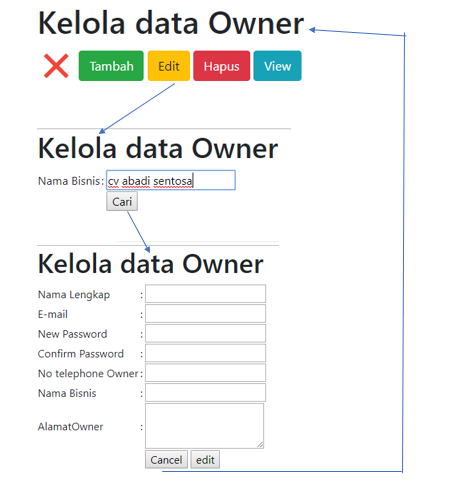 Kelola data Owner
Tambah Edit Hapus View
Kelola data Owner
Nama Bisnis : cv abadi sentosa
Cari
Kelola data Owner
Nama Lengkap :
E-mail :
New Password :
Confirm Password :
No telephone Owner :
Nama Bisnis :
AlamatOwner :
Cancel edit